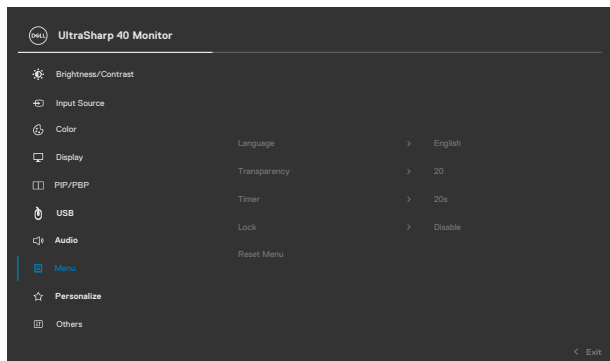 DELL UltraSharp 40 Monitor
Brightness/Contrast
Input Source
Color
Language > English
Display
Transparency > 20
PIP/PBP
Timer > 20s
USB
Lock > Disable
Audio
Reset Menu
Menu
Personalize
Others
< Exit